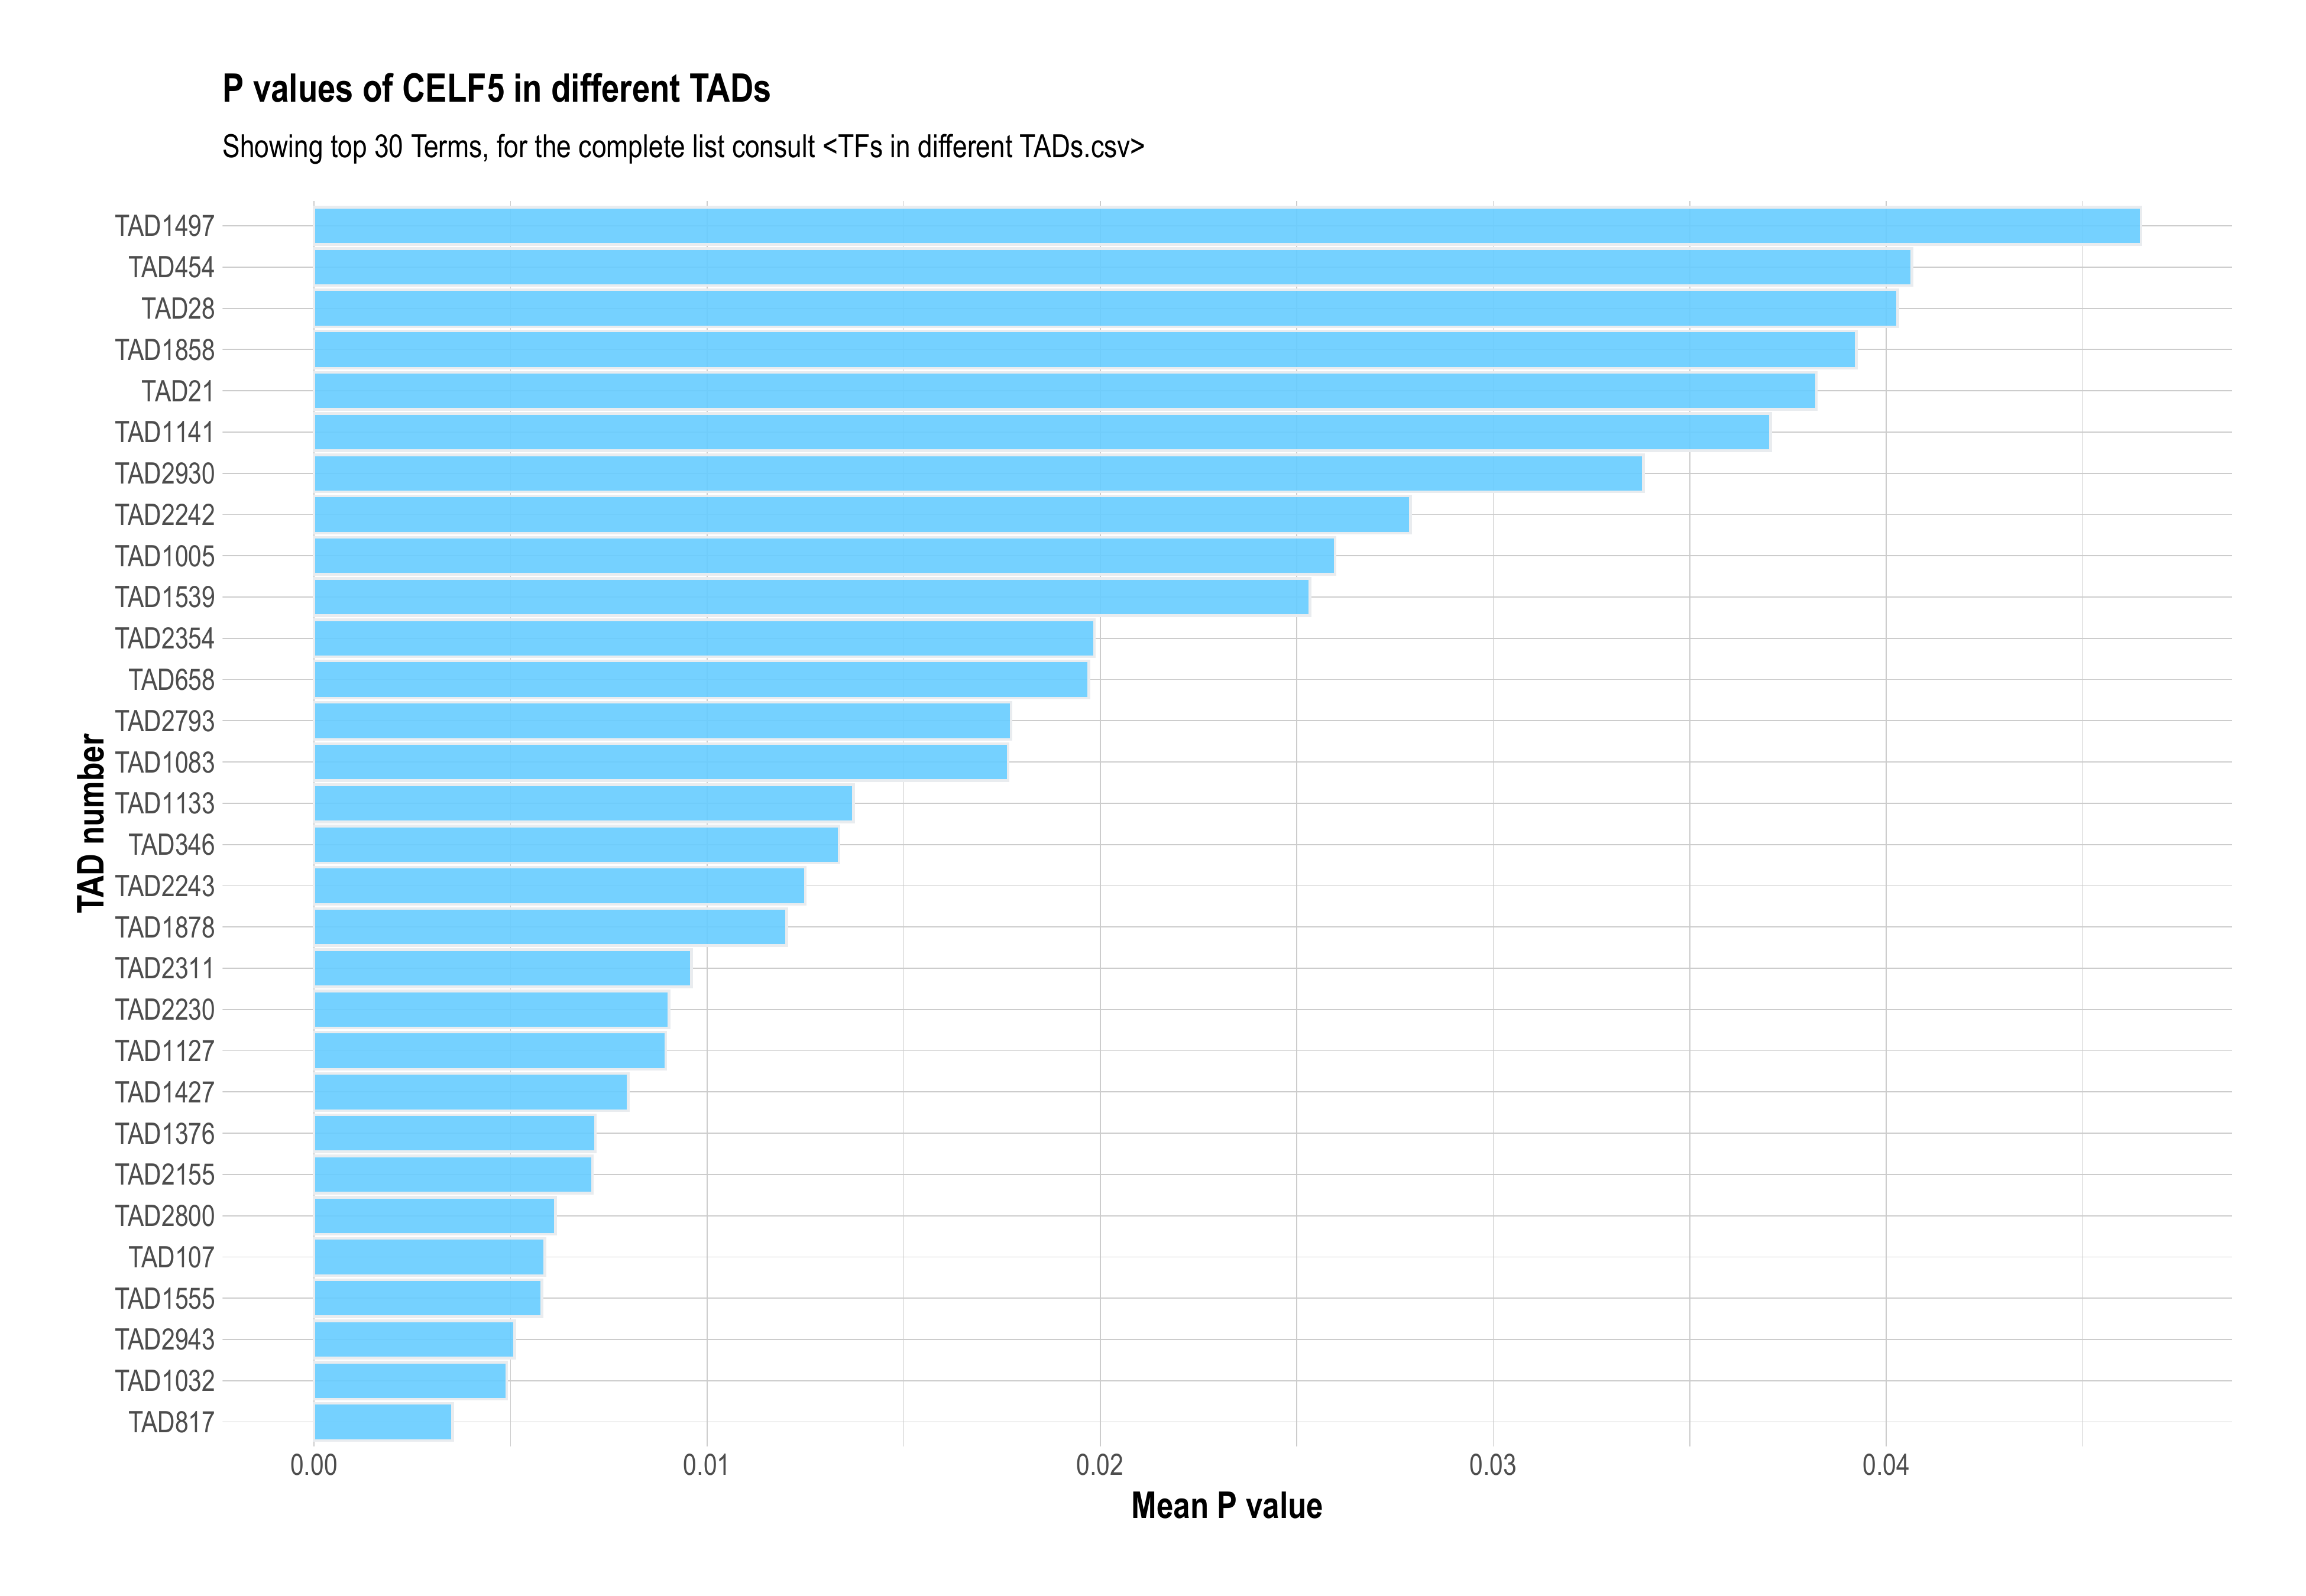 P values of CELF5 in different TADs
Showing top 30 Terms, for the complete list consult <TFs in different TADs.csv>
TAD number
TAD1497
TAD454
TAD28
TAD1858
TAD21
TAD1141
TAD2930
TAD2242
TAD1005
TAD1539
TAD2354
TAD658
TAD2793
TAD1083
TAD1133
TAD346
TAD2243
TAD1878
TAD2311
TAD2230
TAD1127
TAD1427
TAD1376
TAD2155
TAD2800
TAD107
TAD1555
TAD2943
TAD1032
TAD817
0.00 0.01 0.02 0.03 0.04
Mean P value